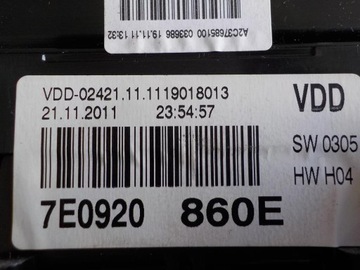 A2C37685100 033686 19.11.11 13:32
VDD-02421.11.1119018013
21.11.2011 23:54:57
VDD
SW 0305
HW H04
7E0920 860E